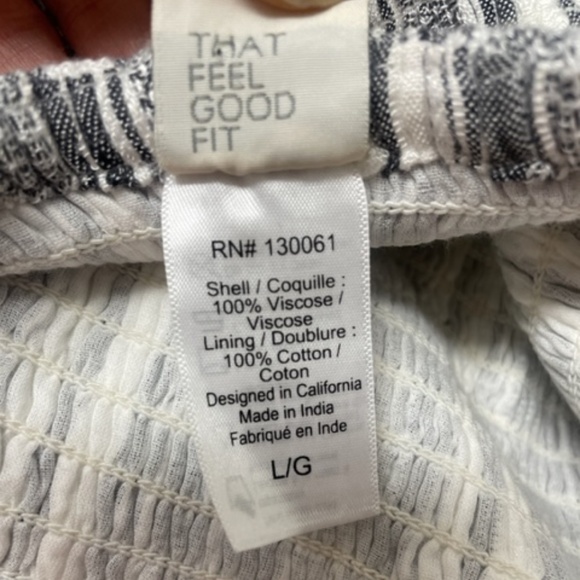 THAT
FEEL
GOOD
FIT
RN# 130061
Shell / Coquille :
100% Viscose /
Viscose
Lining / Doublure :
100% Cotton /
Coton
Designed in California
Made in India
Fabriqué en Inde
L/G